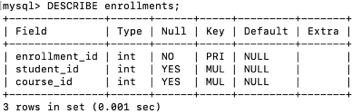 mysql> DESCRIBE enrollments;
+---------------+------+------+-----+---------+-------+
| Field         | Type | Null | Key | Default | Extra |
+---------------+------+------+-----+---------+-------+
| enrollment_id | int  | NO   | PRI | NULL    |       |
| student_id    | int  | YES  | MUL | NULL    |       |
| course_id     | int  | YES  | MUL | NULL    |       |
+---------------+------+------+-----+---------+-------+
3 rows in set (0.001 sec)